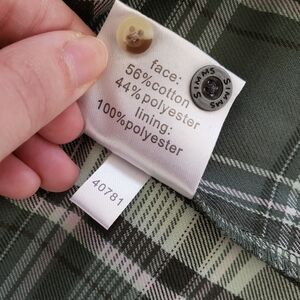 face:
56%cotton
44%polyester
lining:
100%polyester
SIMMS SIMMS
40781